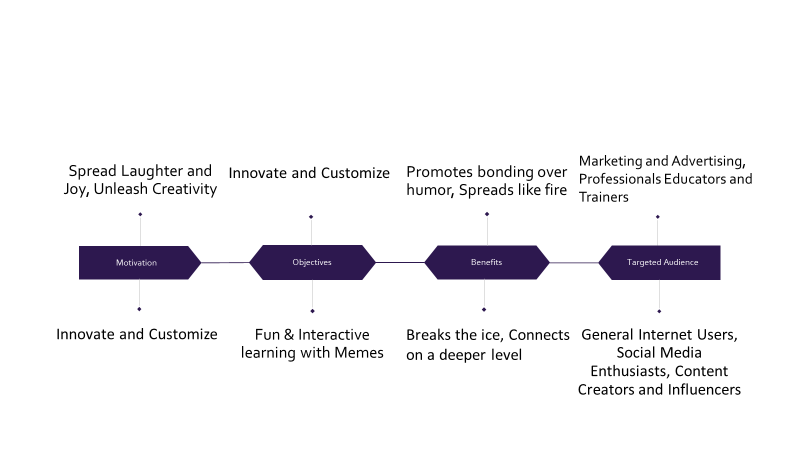 Spread Laughter and
Joy, Unleash Creativity
Innovate and Customize
Promotes bonding over
humor, Spreads like fire
Marketing and Advertising,
Professionals Educators and
Trainers
Motivation
Objectives
Benefits
Targeted Audience
Innovate and Customize
Fun & Interactive
learning with Memes
Breaks the ice, Connects
on a deeper level
General Internet Users,
Social Media
Enthusiasts, Content
Creators and Influencers